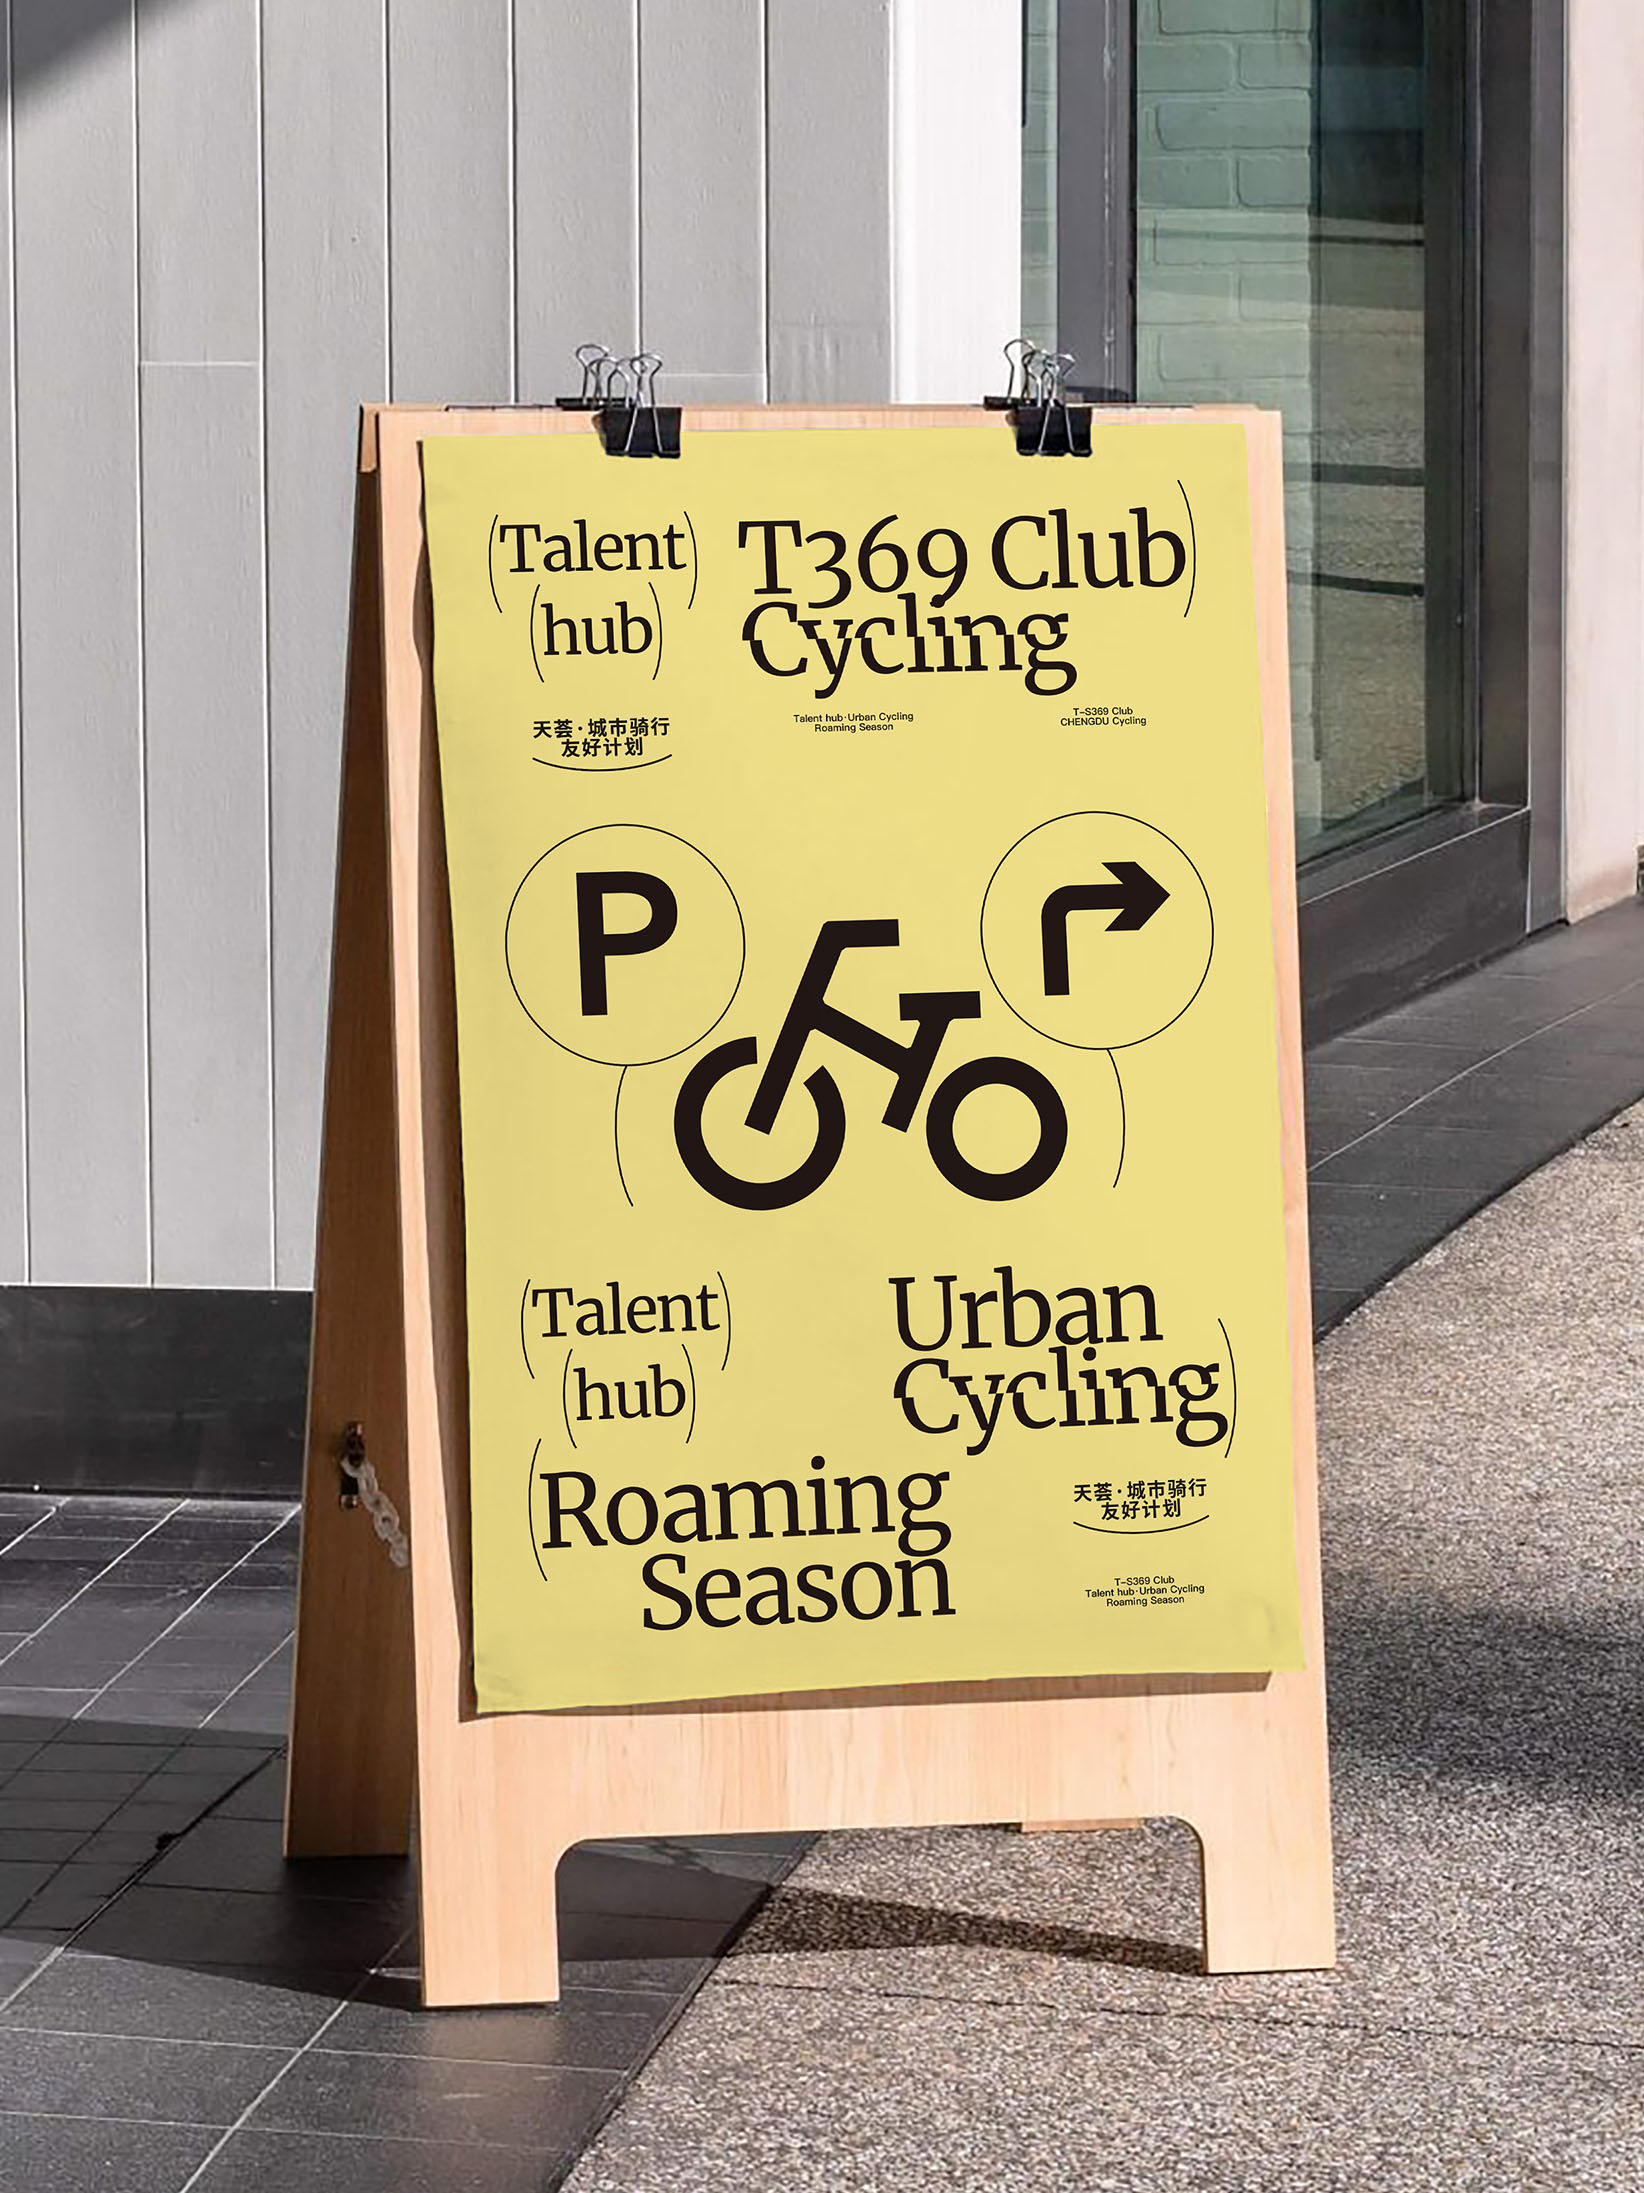 (Talent)
(hub)
T369 Club)
Cycling
天荟·城市骑行
友好计划
Talent hub·Urban Cycling
Roaming Season
T-S369 Club
CHENGDU Cycling
P
(Talent)
(hub)
Urban
Cycling)
(Roaming
Season
天荟·城市骑行
友好计划
T-S369 Club
Talent hub·Urban Cycling
Roaming Season